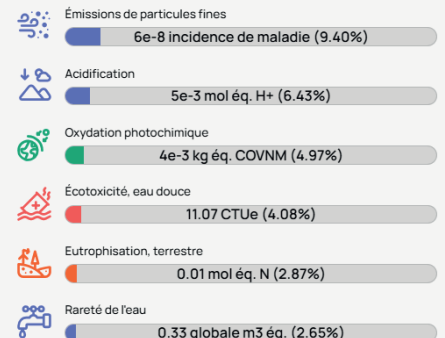 Émissions de particules fines
6e-8 incidence de maladie (9.40%)
Acidification
5e-3 mol éq. H+ (6.43%)
Oxydation photochimique
4e-3 kg éq. COVNM (4.97%)
Écotoxicité, eau douce
11.07 CTUe (4.08%)
Eutrophisation, terrestre
0.01 mol éq. N (2.87%)
Rareté de l'eau
0.33 globale m3 éq. (2.65%)